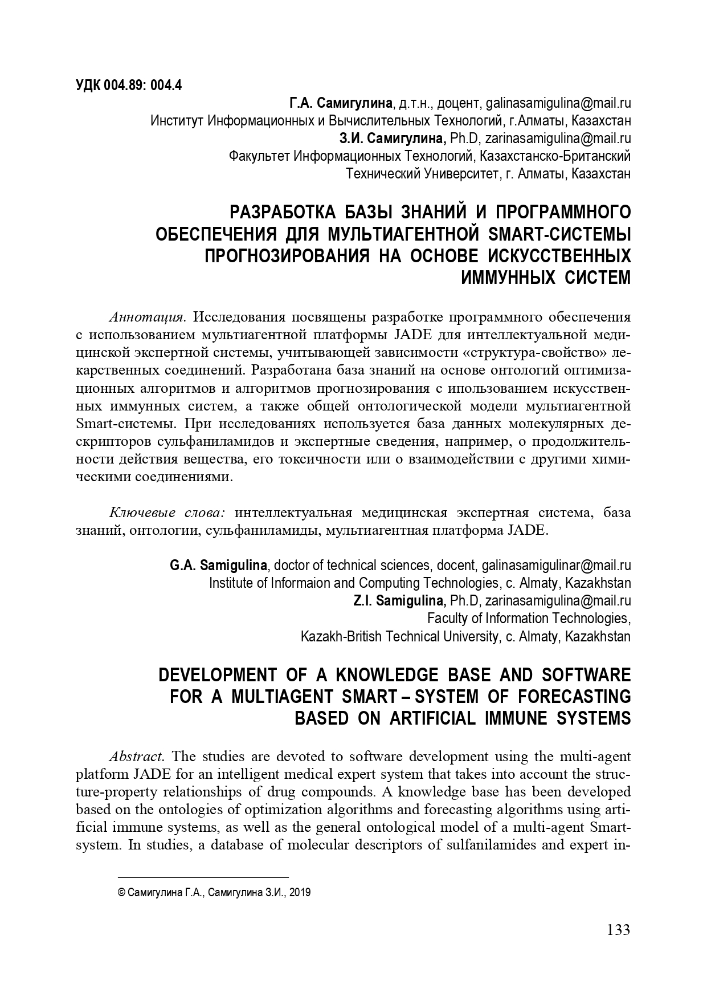 УДК 004.89: 004.4
Г.А. Самигулина, д.т.н., доцент, galinasamigulina@mail.ru
Институт Информационных и Вычислительных Технологий, г.Алматы, Казахстан
З.И. Самигулина, Ph.D, zarinasamigulina@mail.ru
Факультет Информационных Технологий, Казахстанско-Британский
Технический Университет, г. Алматы, Казахстан
РАЗРАБОТКА БАЗЫ ЗНАНИЙ И ПРОГРАММНОГО
ОБЕСПЕЧЕНИЯ ДЛЯ МУЛЬТИАГЕНТНОЙ SMART-СИСТЕМЫ
ПРОГНОЗИРОВАНИЯ НА ОСНОВЕ ИСКУССТВЕННЫХ
ИММУННЫХ СИСТЕМ
Аннотация. Исследования посвящены разработке программного обеспечения
с использованием мультиагентной платформы JADE для интеллектуальной меди-
цинской экспертной системы, учитывающей зависимости «структура-свойство» ле-
карственных соединений. Разработана база знаний на основе онтологий оптимиза-
ционных алгоритмов и алгоритмов прогнозирования с ипользованием искусствен-
ных иммунных систем, а также общей онтологической модели мультиагентной
Smart-системы. При исследованиях используется база данных молекулярных де-
скрипторов сульфаниламидов и экспертные сведения, например, о продолжитель-
ности действия вещества, его токсичности или о взаимодействии с другими хими-
ческими соединениями.
Ключевые слова: интеллектуальная медицинская экспертная система, база
знаний, онтологии, сульфаниламиды, мультиагентная платформа JADE.
G.A. Samigulina, doctor of technical sciences, docent, galinasamigulinar@mail.ru
Institute of Informaion and Computing Technologies, c. Almaty, Kazakhstan
Z.I. Samigulina, Ph.D, zarinasamigulina@mail.ru
Faculty of Information Technologies,
Kazakh-British Technical University, c. Almaty, Kazakhstan
DEVELOPMENT OF A KNOWLEDGE BASE AND SOFTWARE
FOR A MULTIAGENT SMART – SYSTEM OF FORECASTING
BASED ON ARTIFICIAL IMMUNE SYSTEMS
Abstract. The studies are devoted to software development using the multi-agent
platform JADE for an intelligent medical expert system that takes into account the struc-
ture-property relationships of drug compounds. A knowledge base has been developed
based on the ontologies of optimization algorithms and forecasting algorithms using arti-
ficial immune systems, as well as the general ontological model of a multi-agent Smart-
system. In studies, a database of molecular descriptors of sulfanilamides and expert in-
© Самигулина Г.А., Самигулина З.И., 2019
133